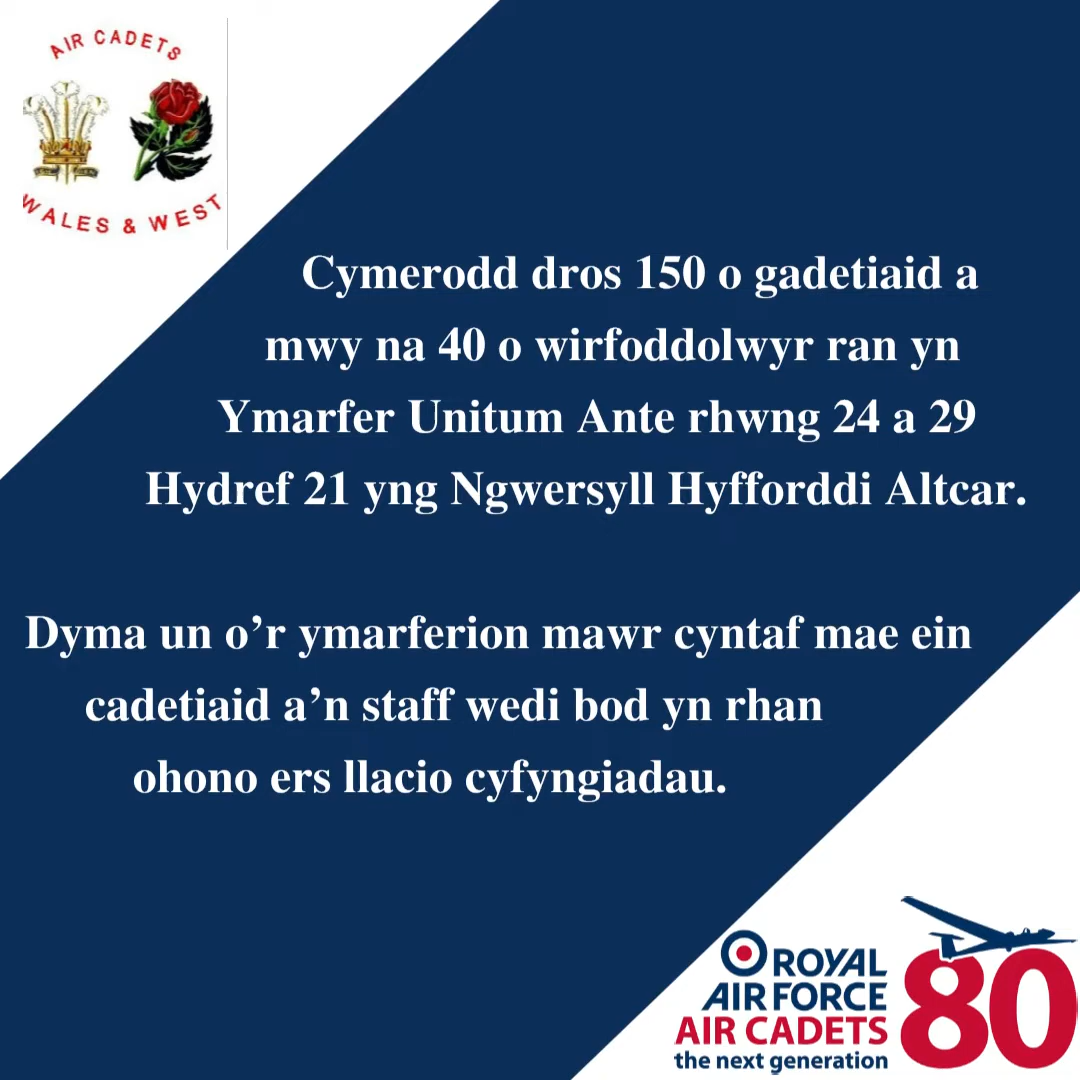 AIR CADETS
WALES & WEST
Cymerodd dros 150 o gadetiaid a
mwy na 40 o wirfoddolwyr ran yn
Ymarfer Unitum Ante rhwng 24 a 29
Hydref 21 yng Ngwersyll Hyfforddi Altcar.
Dyma un o’r ymarferion mawr cyntaf mae ein
cadetiaid a’n staff wedi bod yn rhan
ohono ers llacio cyfyngiadau.
ROYAL
AIR FORCE
AIR CADETS
the next generation
80